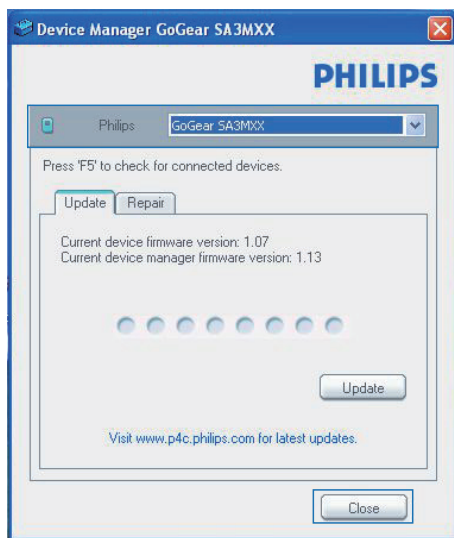 Device Manager GoGear SA3MXX
PHILIPS
Philips GoGear SA3MXX
Press 'F5' to check for connected devices.
Update Repair
Current device firmware version: 1.07
Current device manager firmware version: 1.13
Update
Visit www.p4c.philips.com for latest updates.
Close